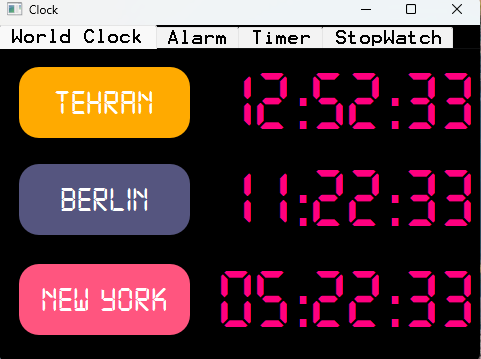 Clock
World Clock Alarm Timer StopWatch
TEHRAN 12:52:33
BERLIN 11:22:33
NEW YORK 05:22:33